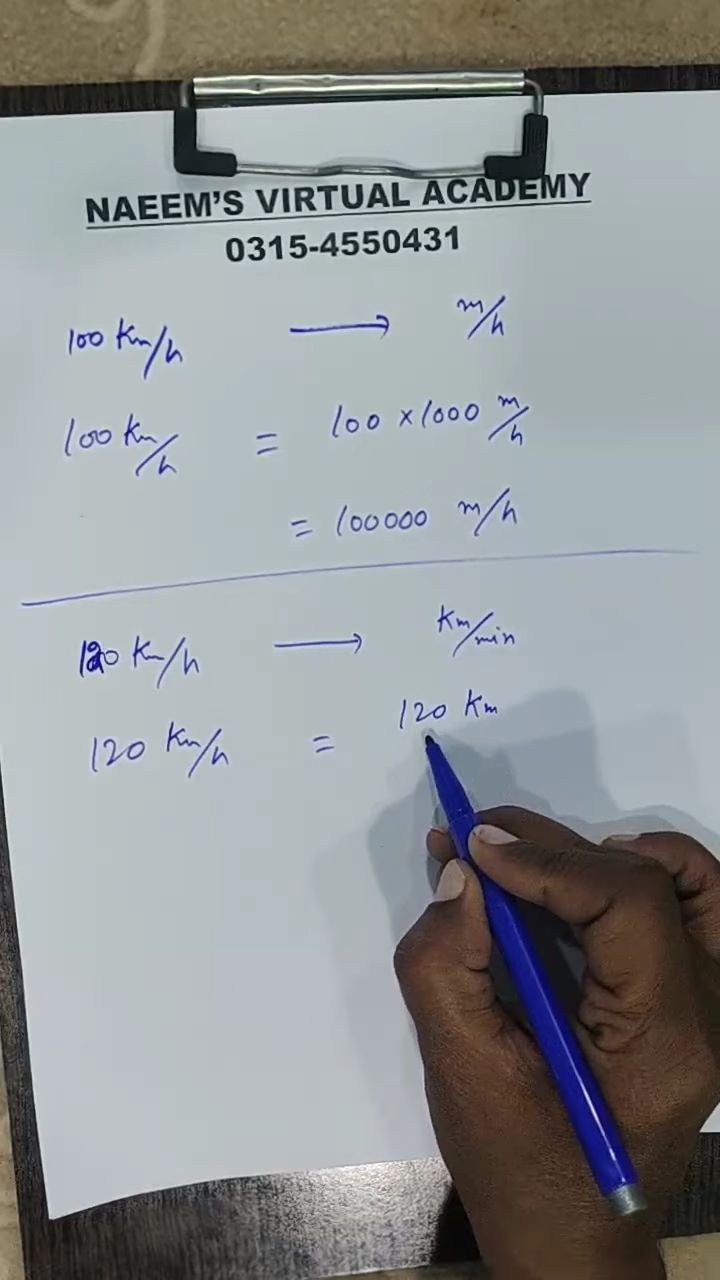 NAEEM'S VIRTUAL ACADEMY
0315-4550431
100 Km/h → m/h
100 Km/h = 100 × 1000 m/h
= 100000 m/h
120 Km/h → Km/min
120 Km/h = 120 Km